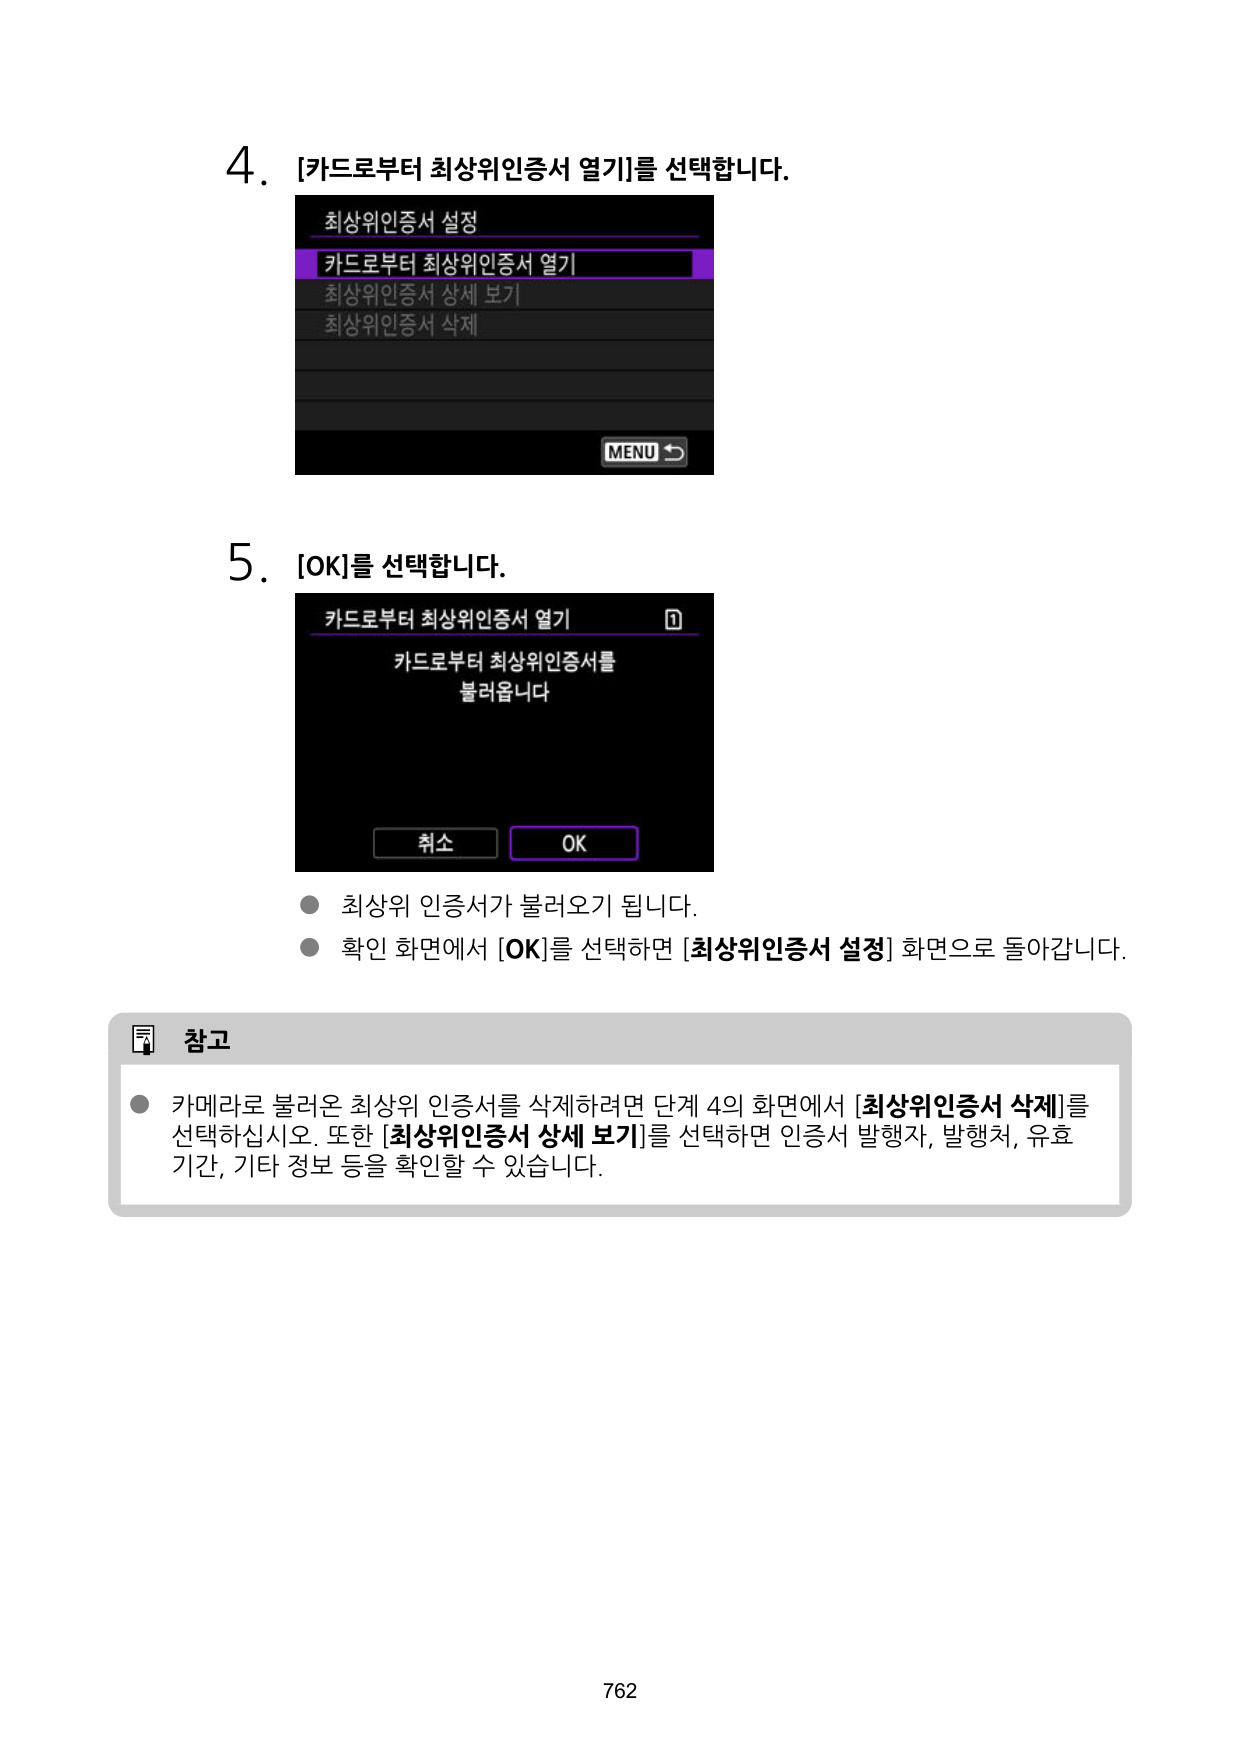 4. [카드로부터 최상위인증서 열기]를 선택합니다.
최상위인증서 설정
카드로부터 최상위인증서 열기
최상위인증서 상세 보기
최상위인증서 삭제
MENU
5. [OK]를 선택합니다.
카드로부터 최상위인증서 열기 1
카드로부터 최상위인증서를
불러옵니다
취소 OK
● 최상위 인증서가 불러오기 됩니다.
● 확인 화면에서 [OK]를 선택하면 [최상위인증서 설정] 화면으로 돌아갑니다.
참고
● 카메라로 불러온 최상위 인증서를 삭제하려면 단계 4의 화면에서 [최상위인증서 삭제]를
선택하십시오. 또한 [최상위인증서 상세 보기]를 선택하면 인증서 발행자, 발행처, 유효
기간, 기타 정보 등을 확인할 수 있습니다.
762